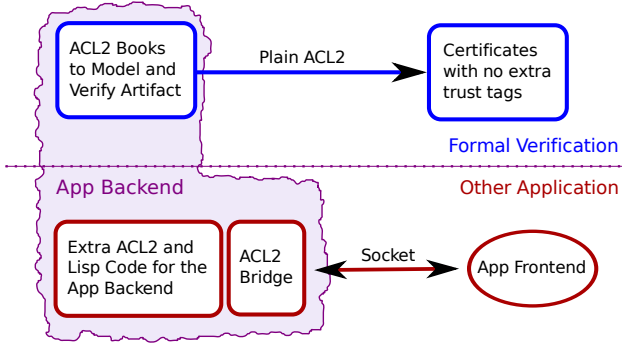 ACL2 Books
to Model and
Verify Artifact
Plain ACL2
Certificates
with no extra
trust tags
Formal Verification
App Backend
Other Application
Extra ACL2 and
Lisp Code for the
App Backend
ACL2
Bridge
Socket
App Frontend